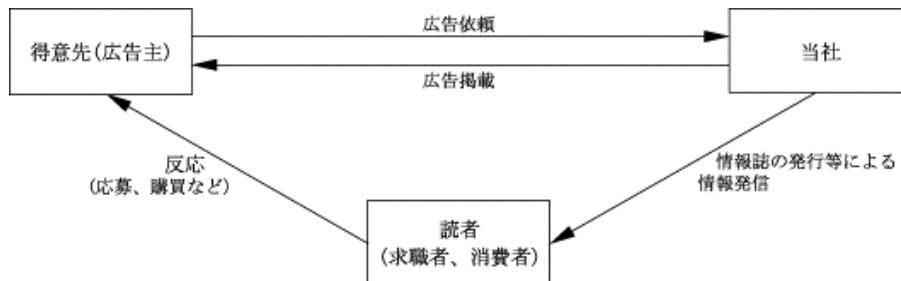 広告依頼
得意先(広告主)
当社
広告掲載
反応
(応募、購買など)
情報誌の発行等による
情報発信
読者
(求職者、消費者)